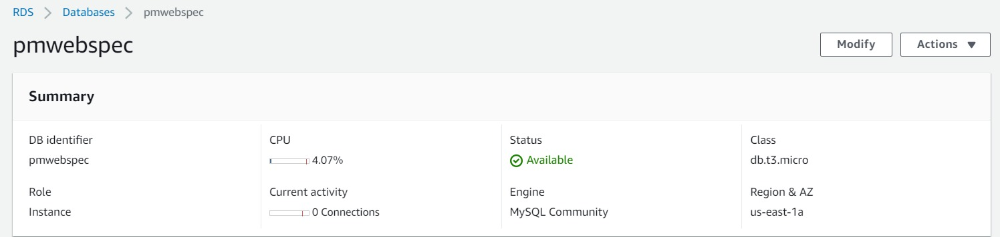 RDS > Databases > pmwebspec
pmwebspec
Modify
Actions ▼
Summary
DB identifier
pmwebspec
CPU
4.07%
Status
Available
Class
db.t3.micro
Role
Instance
Current activity
0 Connections
Engine
MySQL Community
Region & AZ
us-east-1a